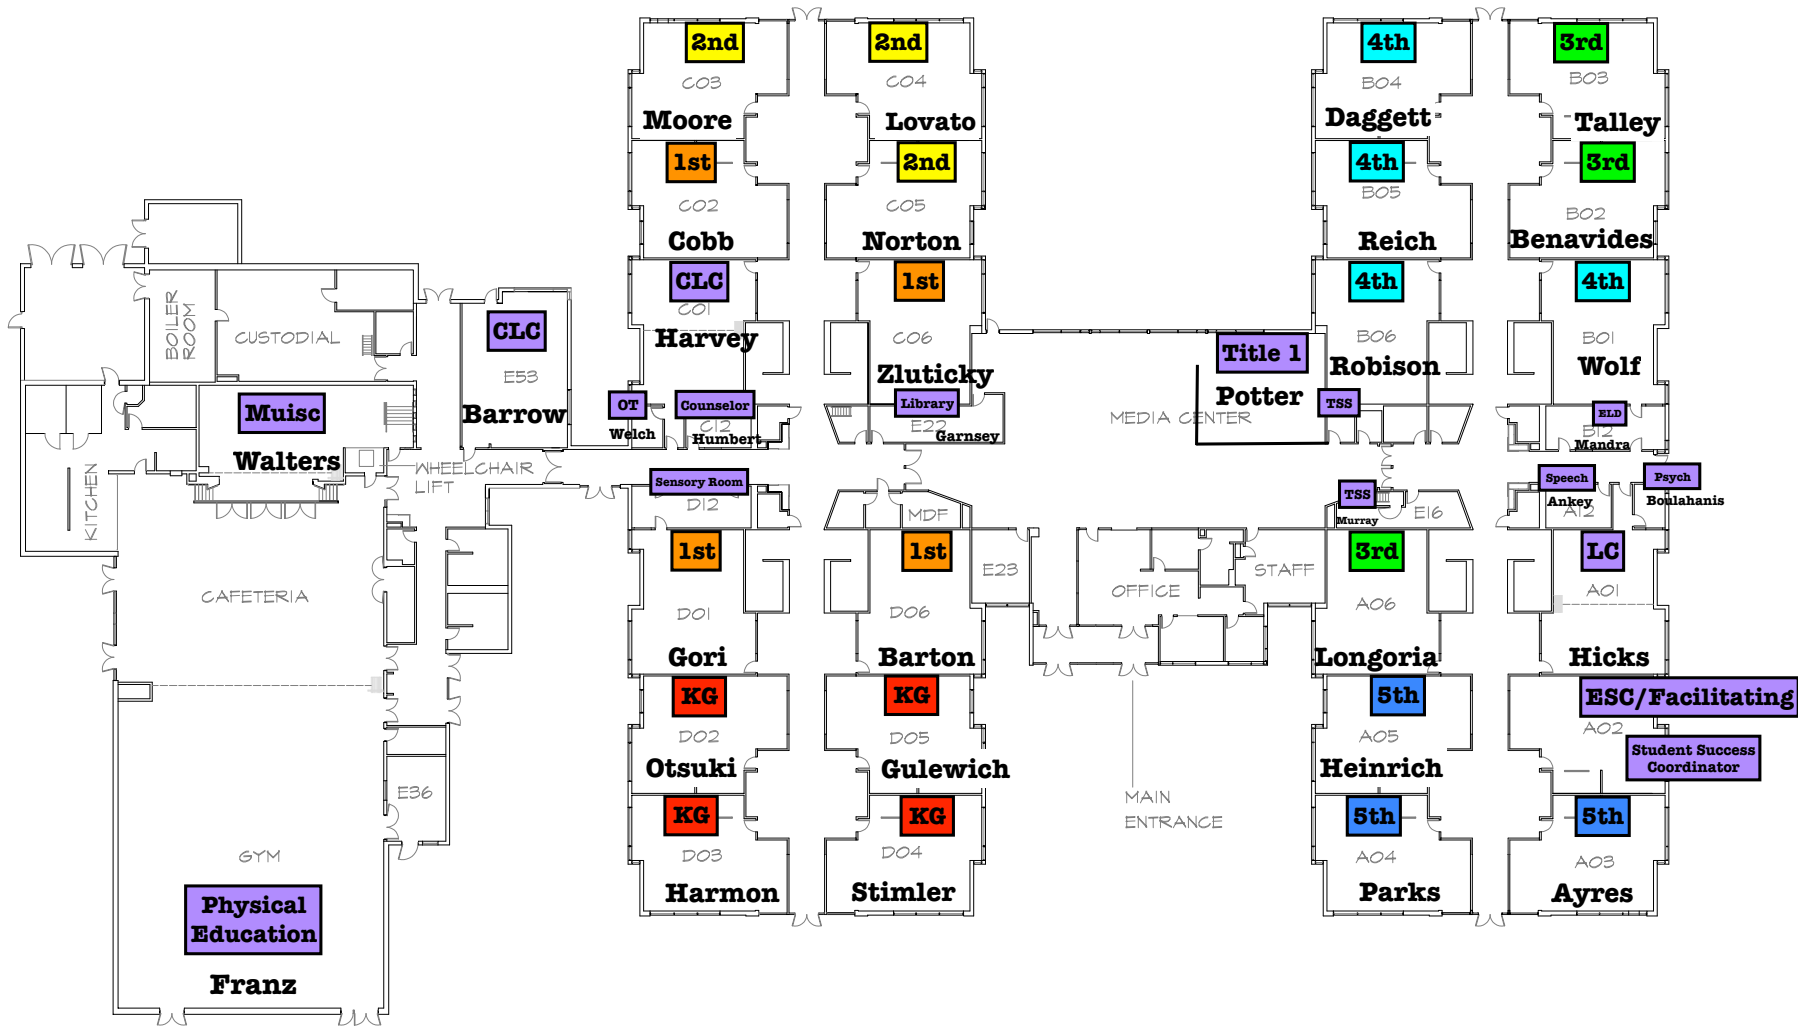 2nd
C03
Moore
2nd
C04
Lovato
4th
B04
Daggett
3rd
B03
Talley
1st
C02
Cobb
2nd
C05
Norton
4th
B05
Reich
3rd
B02
Benavides
CLC
C01
Harvey
1st
C06
Zluticky
4th
B06
Robison
4th
B01
Wolf
BOILER
ROOM
CUSTODIAL
CLC
E53
Barrow
Title 1
Potter
MEDIA CENTER
Muisc
Walters
OT
Welch
Counselor
C12
Humbert
Library
E22
Garnsey
TSS
ELD
B12
Mandra
KITCHEN
WHEELCHAIR
LIFT
Sensory Room
D12
MDF
TSS
Murray
E16
Speech
Ankey
A12
Psych
Boulahanis
CAFETERIA
1st
D01
Gori
1st
D06
Barton
E23
OFFICE
STAFF
3rd
A06
Longoria
LC
A01
Hicks
KG
D02
Otsuki
KG
D05
Gulewich
5th
A05
Heinrich
ESC/Facilitating
A02
Student Success
Coordinator
E36
MAIN
ENTRANCE
KG
D03
Harmon
KG
D04
Stimler
5th
A04
Parks
5th
A03
Ayres
GYM
Physical
Education
Franz